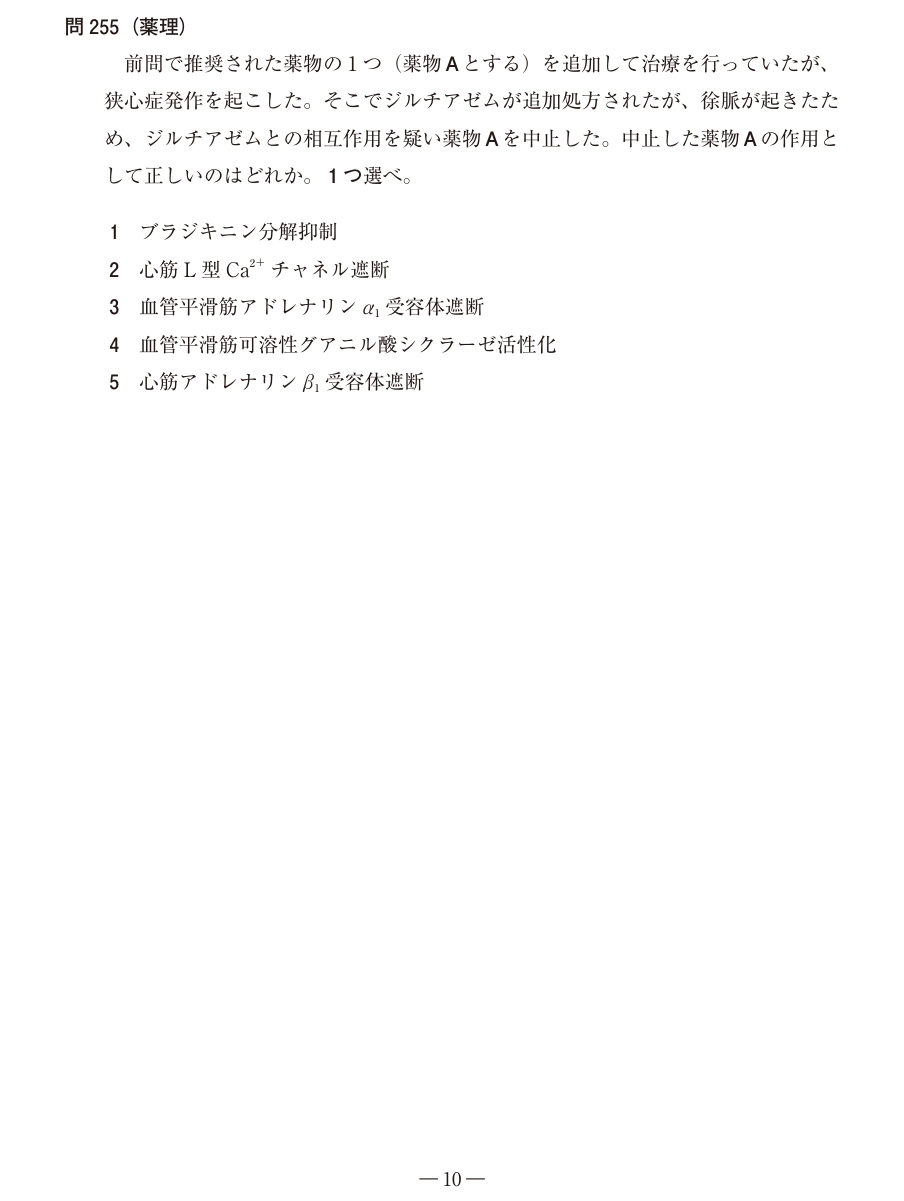 問 255（薬理）
前問で推奨された薬物の１つ（薬物Aとする）を追加して治療を行っていたが、
狭心症発作を起こした。そこでジルチアゼムが追加処方されたが、徐脈が起きたた
め、ジルチアゼムとの相互作用を疑い薬物Aを中止した。中止した薬物Aの作用と
して正しいのはどれか。1つ選べ。
1　ブラジキニン分解抑制
2　心筋 L 型 Ca²⁺ チャネル遮断
3　血管平滑筋アドレナリン α₁ 受容体遮断
4　血管平滑筋可溶性グアニル酸シクラーゼ活性化
5　心筋アドレナリン β₁ 受容体遮断
― 10 ―